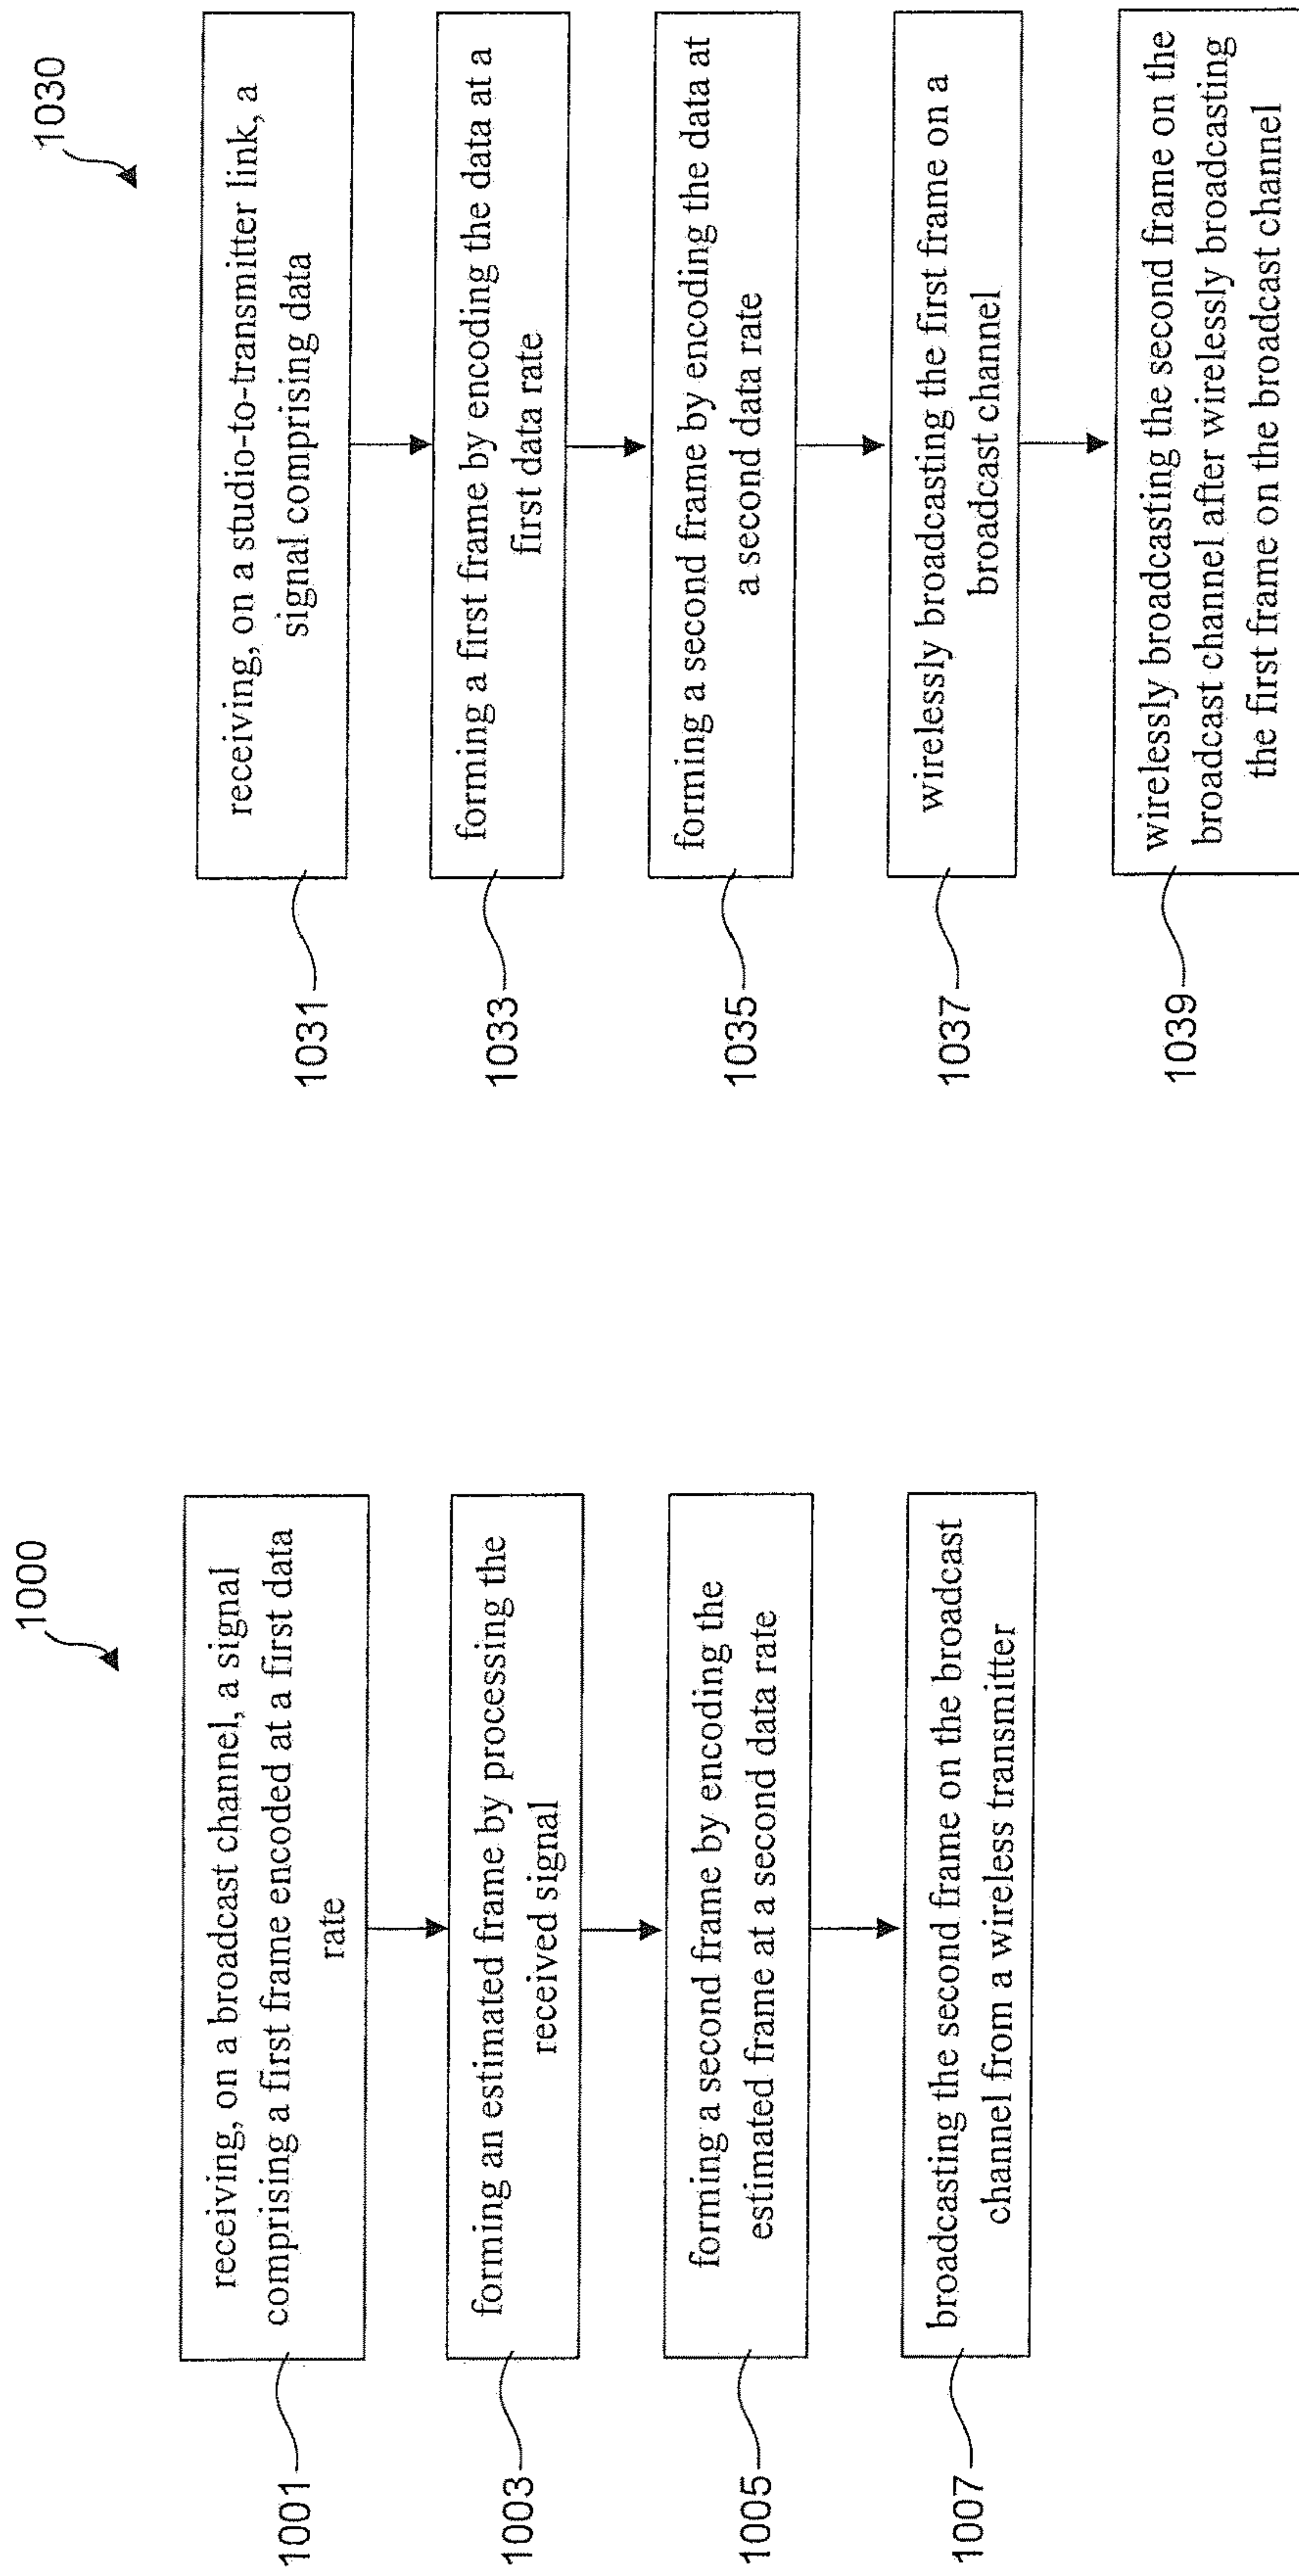 1000
1001
receiving, on a broadcast channel, a signal
comprising a first frame encoded at a first data
rate
1003
forming an estimated frame by processing the
received signal
1005
forming a second frame by encoding the
estimated frame at a second data rate
1007
broadcasting the second frame on the broadcast
channel from a wireless transmitter
1030
1031
receiving, on a studio-to-transmitter link, a
signal comprising data
1033
forming a first frame by encoding the data at a
first data rate
1035
forming a second frame by encoding the data at
a second data rate
1037
wirelessly broadcasting the first frame on a
broadcast channel
1039
wirelessly broadcasting the second frame on the
broadcast channel after wirelessly broadcasting
the first frame on the broadcast channel